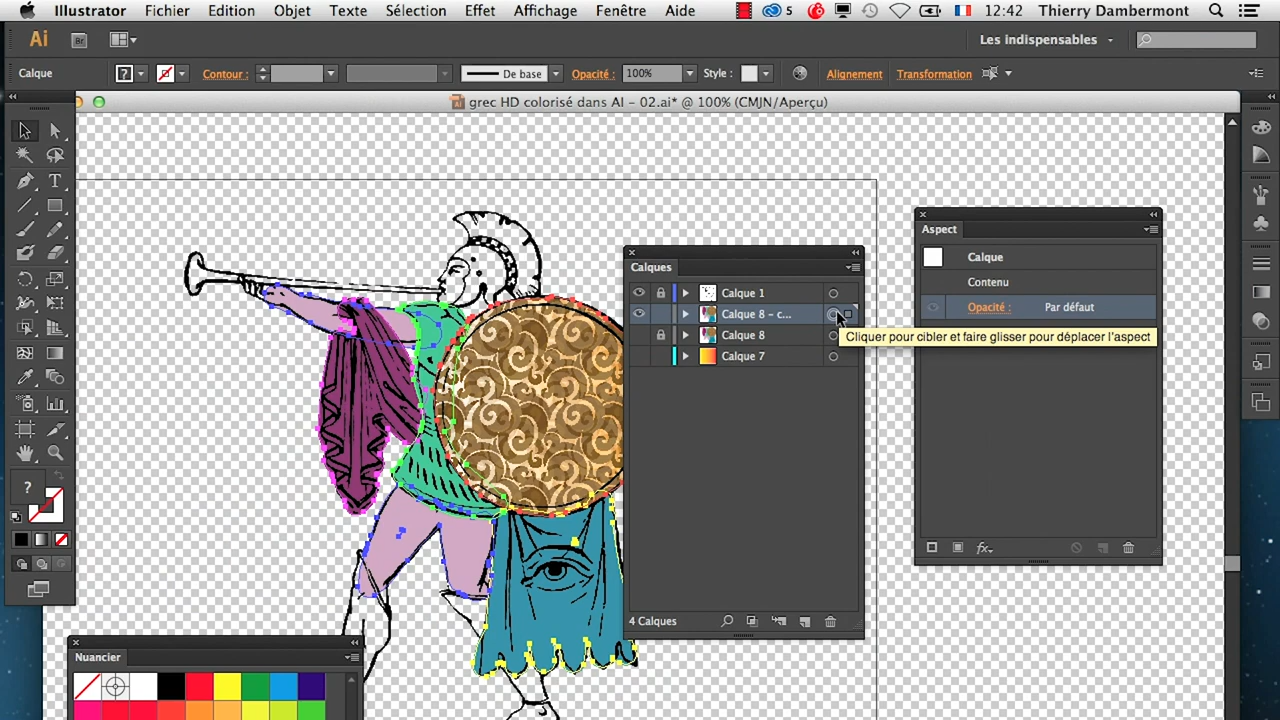 Illustrator Fichier Edition Objet Texte Sélection Effet Affichage Fenêtre Aide 5 12:42 Thierry Dambermont
Ai Br Les indispensables
Calque ? Contour : De base Opacité : 100% Style : Alignement Transformation
grec HD colorisé dans AI - 02.ai* @ 100% (CMJN/Aperçu)
T
Calques
Calque 1
Calque 8 - c...
Calque 8
Calque 7
4 Calques
Aspect
Calque
Contenu
Opacité : Par défaut
fx
Cliquer pour cibler et faire glisser pour déplacer l'aspect
?
Nuancier